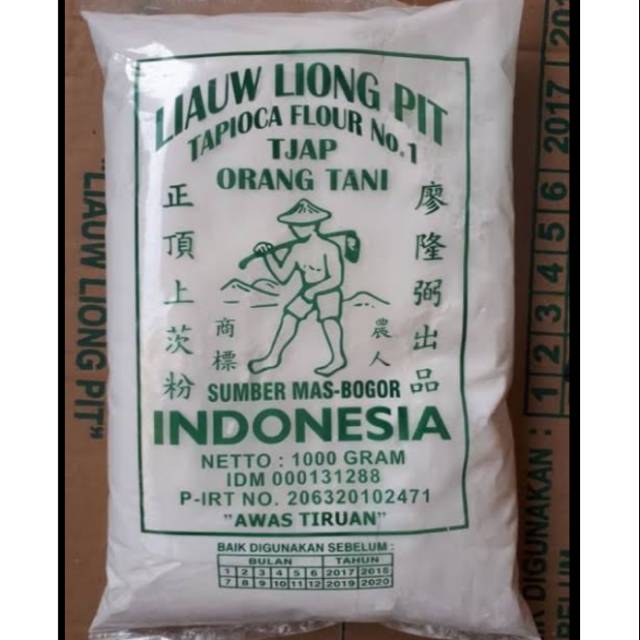 LIAUW LIONG PIT
TAPIOCA FLOUR No.1
TJAP
ORANG TANI
正頂上茨粉
廖隆弼出品
商標
農人
SUMBER MAS-BOGOR
INDONESIA
NETTO : 1000 GRAM
IDM 000131288
P-IRT NO. 206320102471
"AWAS TIRUAN"
BAIK DIGUNAKAN SEBELUM :
BULAN TAHUN
1 2 3 4 5 6 2017 2018
7 8 9 10 11 12 2019 2020
"LIAUW LIONG PIT"
DIGUNAKAN :
1 2 3 4 5 6 2017 201